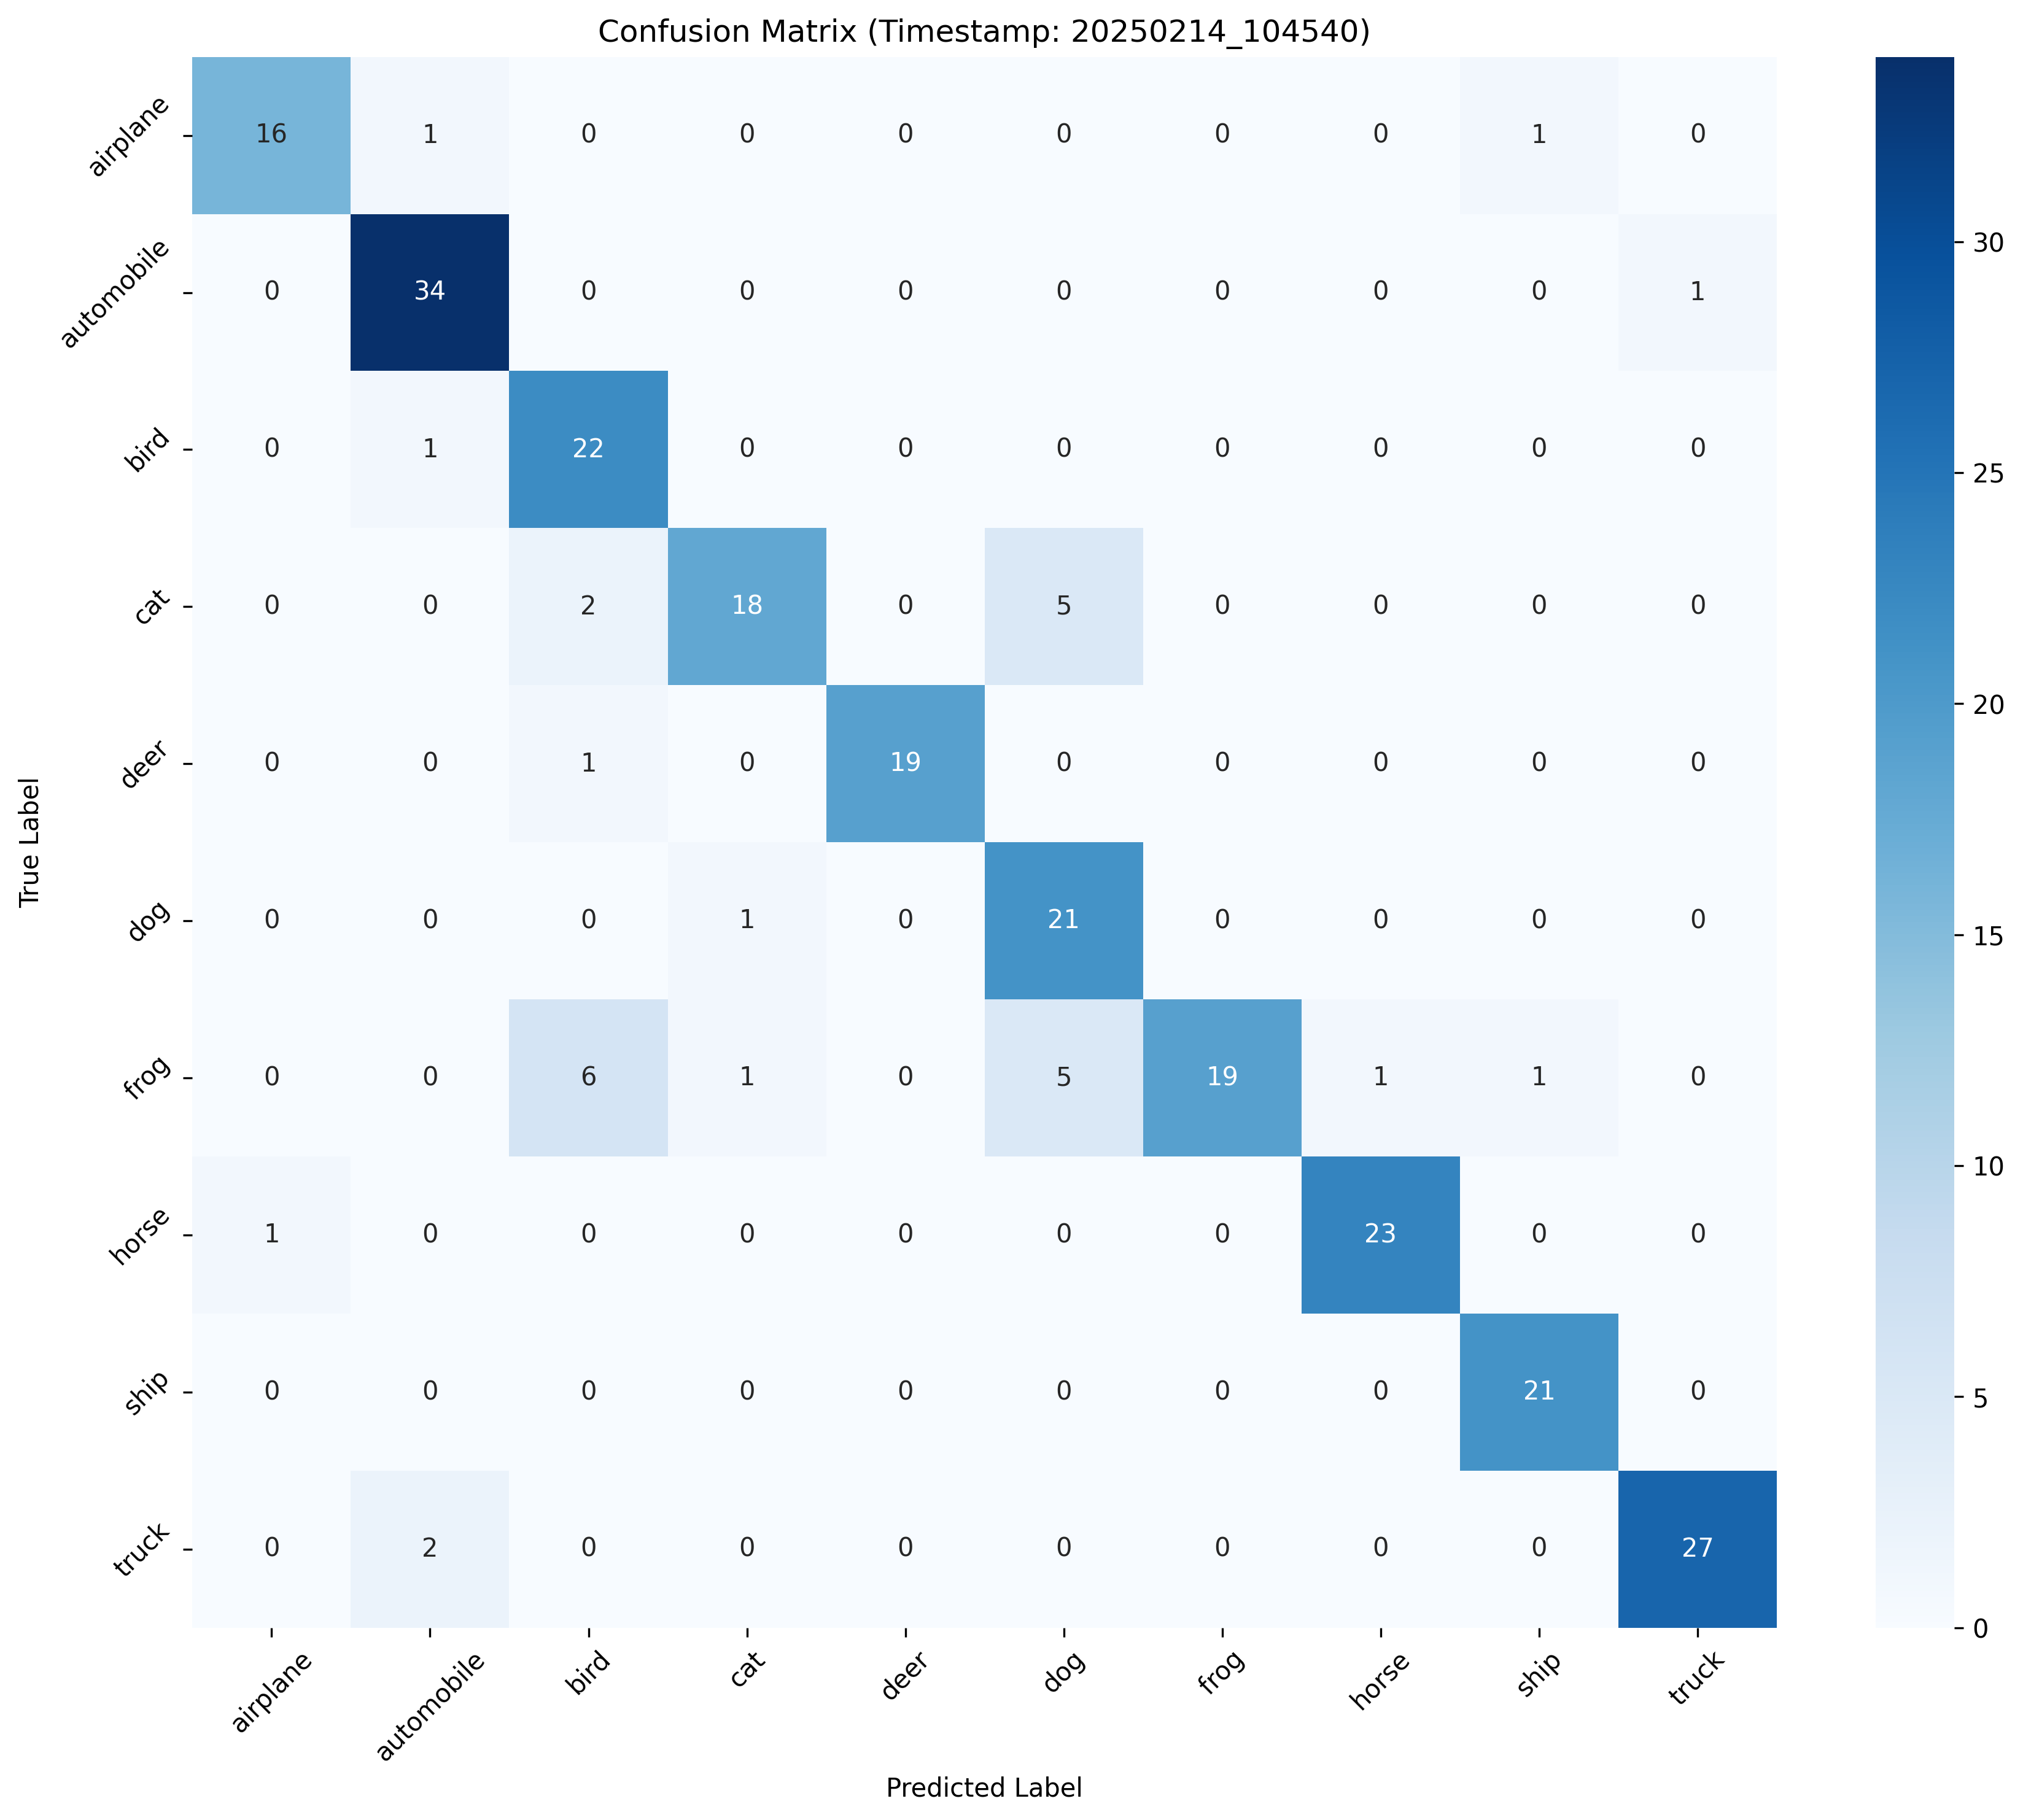 Confusion Matrix (Timestamp: 20250214_104540)
airplane 16 1 0 0 0 0 0 0 1 0
automobile 0 34 0 0 0 0 0 0 0 1
bird 0 1 22 0 0 0 0 0 0 0
cat 0 0 2 18 0 5 0 0 0 0
deer 0 0 1 0 19 0 0 0 0 0
dog 0 0 0 1 0 21 0 0 0 0
frog 0 0 6 1 0 5 19 1 1 0
horse 1 0 0 0 0 0 0 23 0 0
ship 0 0 0 0 0 0 0 0 21 0
truck 0 2 0 0 0 0 0 0 0 27
True Label
airplane automobile bird cat deer dog frog horse ship truck
Predicted Label
30
25
20
15
10
5
0